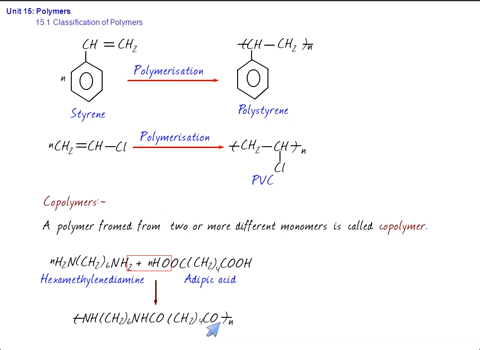 Unit 15: Polymers
15.1 Classification of Polymers
CH = CH₂ –(CH – CH₂)–n
n Polymerisation
Styrene Polystyrene
nCH₂=CH–Cl Polymerisation –(CH₂ – CH)–n
Cl
PVC
Copolymers:-
A polymer fromed from two or more different monomers is called copolymer.
nH₂N(CH₂)₆NH₂ + nHOOC(CH₂)₄COOH
Hexamethylenediamine Adipic acid
–(NH(CH₂)₆NHCO(CH₂)₄CO)–n